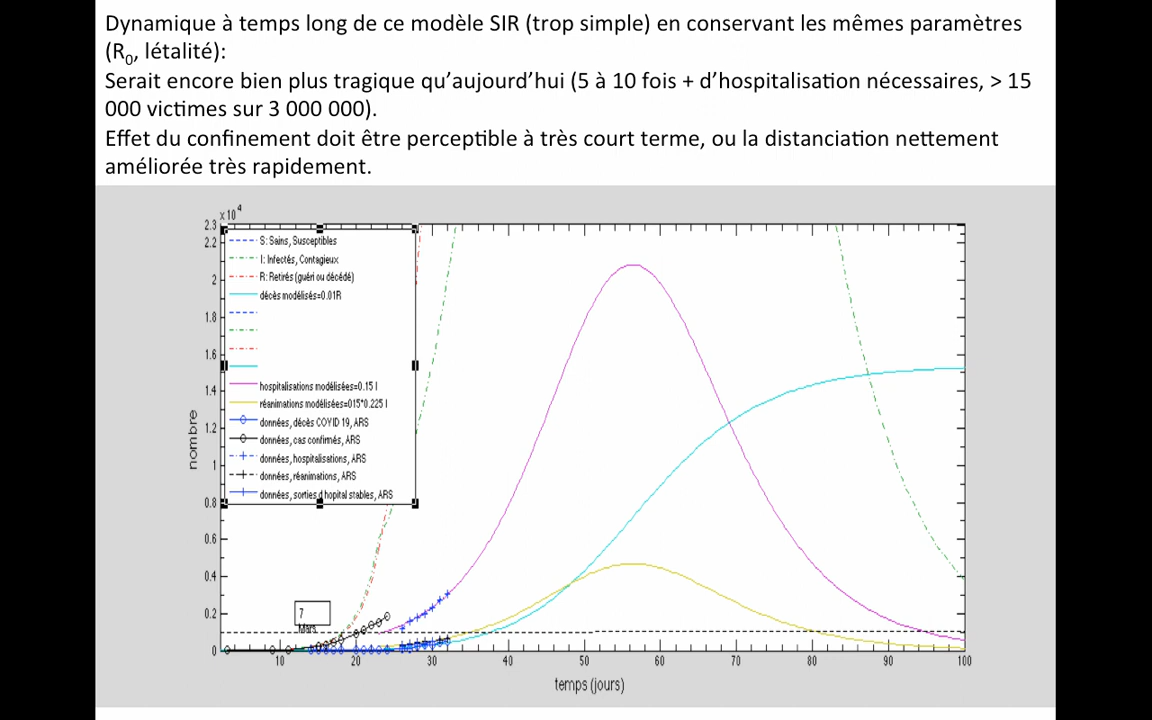 Dynamique à temps long de ce modèle SIR (trop simple) en conservant les mêmes paramètres
(R0, létalité):
Serait encore bien plus tragique qu'aujourd'hui (5 à 10 fois + d'hospitalisation nécessaires, > 15
000 victimes sur 3 000 000).
Effet du confinement doit être perceptible à très court terme, ou la distanciation nettement
améliorée très rapidement.
x10^4
2.3
2.2
2
1.8
1.6
1.4
1.2
1
0.8
0.6
0.4
0.2
0
nombre
S: Sains, Susceptibles
I: Infectés, Contagieux
R: Retirés (guéri ou décédé)
décès modélisés=0.01R
hospitalisations modélisées=0.15 I
réanimations modélisées=015*0.225 I
données, décès COVID 19, ARS
données, cas confirmés, ARS
données, hospitalisations, ARS
données, réanimations, ARS
données, sorties d hopital stables, ARS
7
Mars
10 20 30 40 50 60 70 80 90 100
temps (jours)